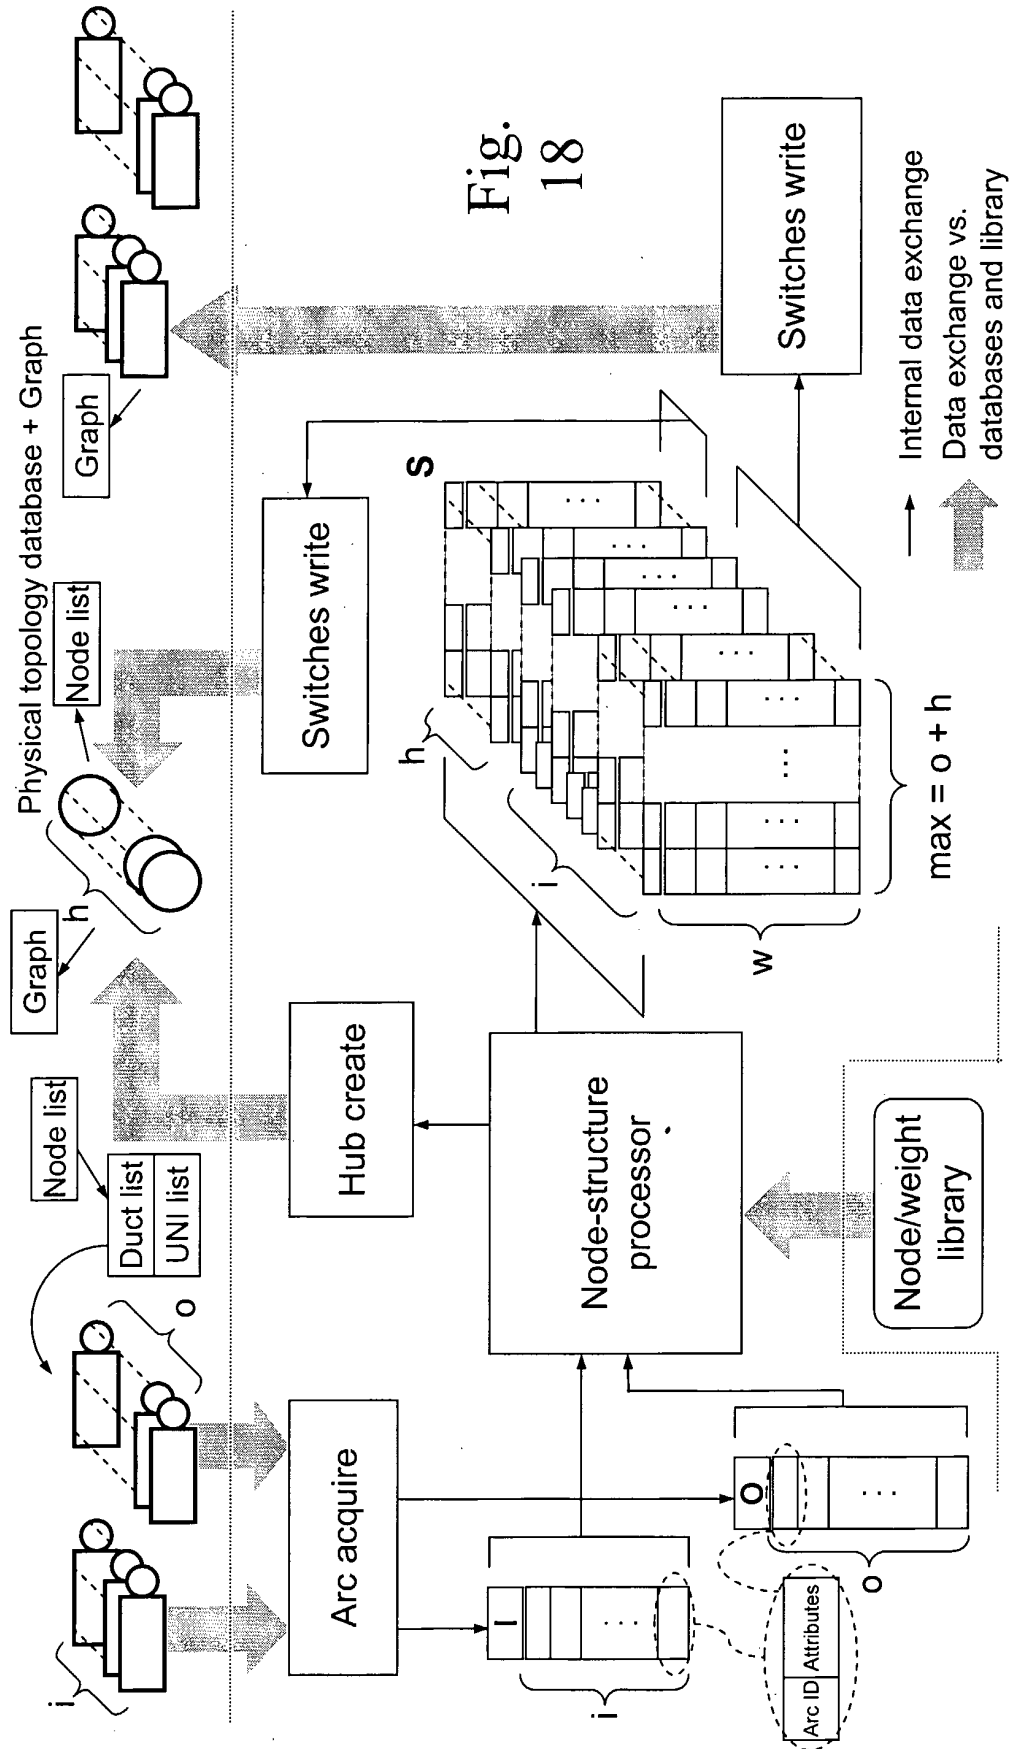 Physical topology database + Graph
i
o
Duct list
UNI list
Node list
Graph
h
Node list
Graph
Arc acquire
Hub create
Switches write
Fig.
18
I
i
O
o
Arc ID
Attributes
Node-structure
processor
Node/weight
library
h
i
w
s
. . .
max = o + h
Switches write
Internal data exchange
Data exchange vs.
databases and library